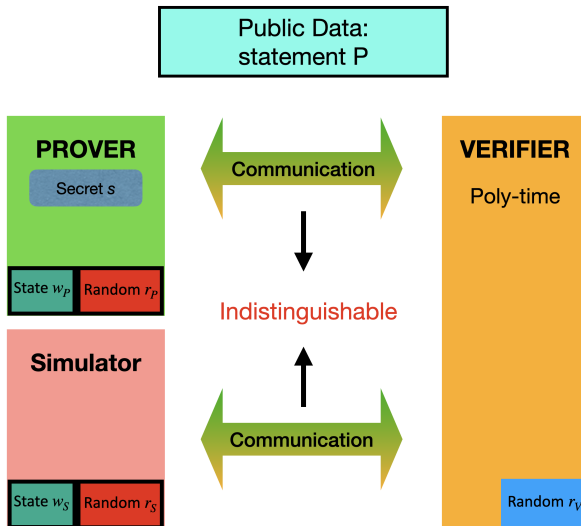 Public Data:
statement P
PROVER
Secret s
State w_P
Random r_P
Communication
VERIFIER
Poly-time
Indistinguishable
Simulator
State w_S
Random r_S
Communication
Random r_V